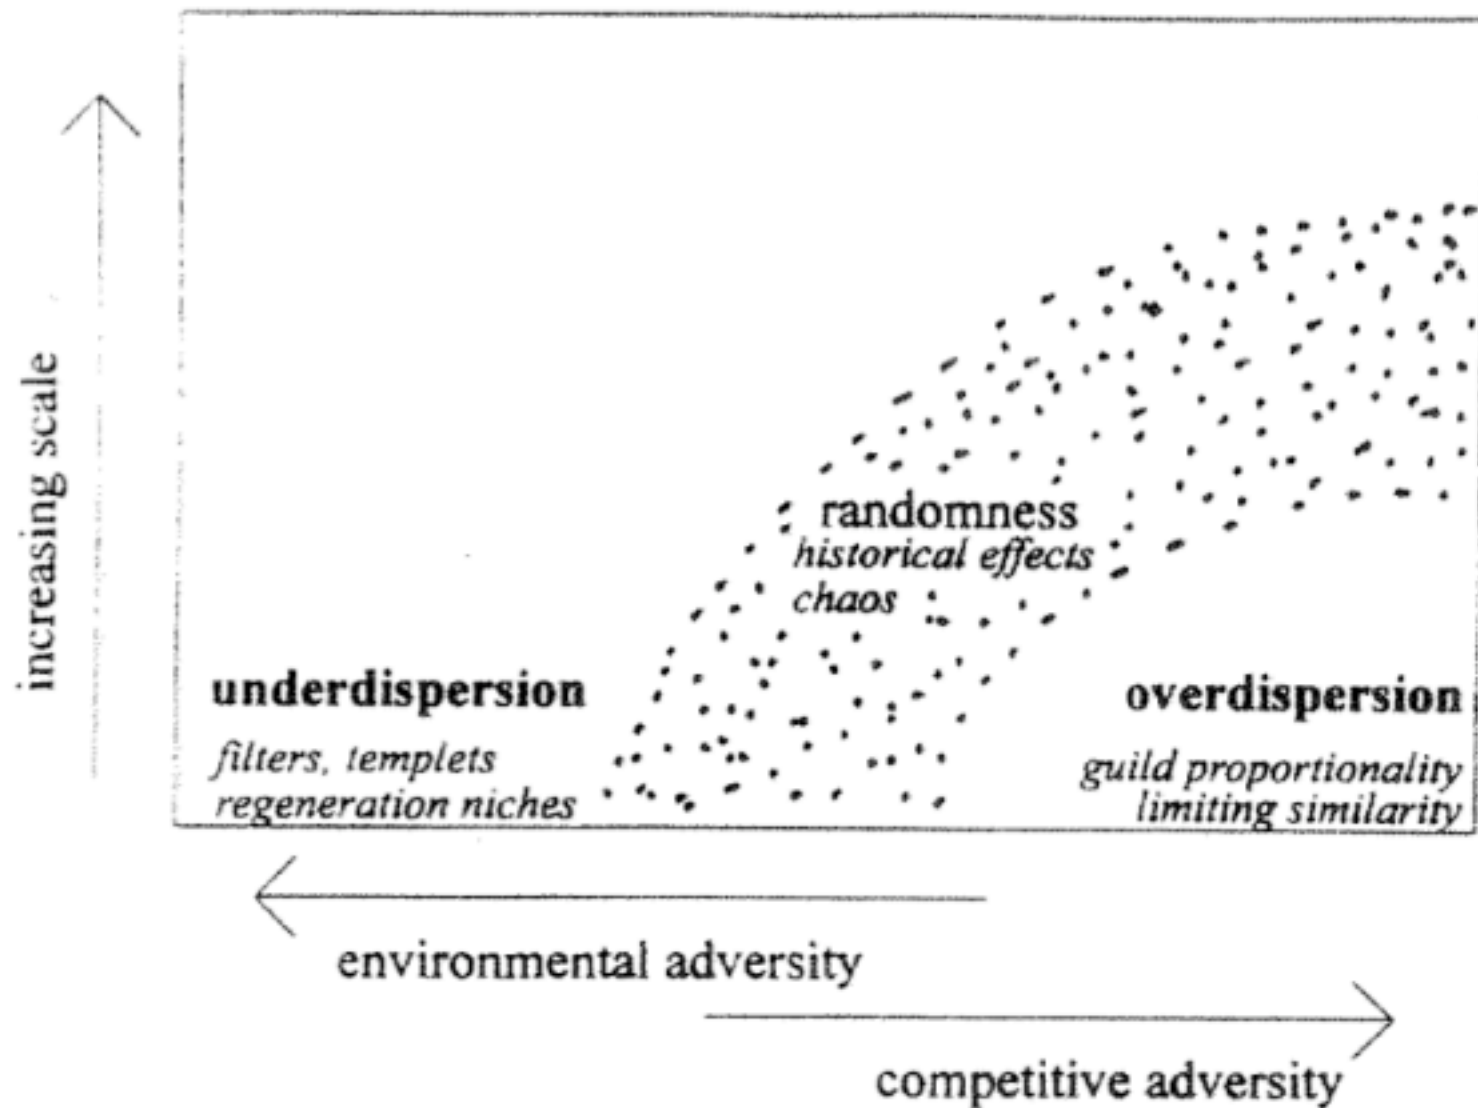 increasing scale
randomness
historical effects
chaos
underdispersion
filters, templets
regeneration niches
overdispersion
guild proportionality
limiting similarity
environmental adversity
competitive adversity